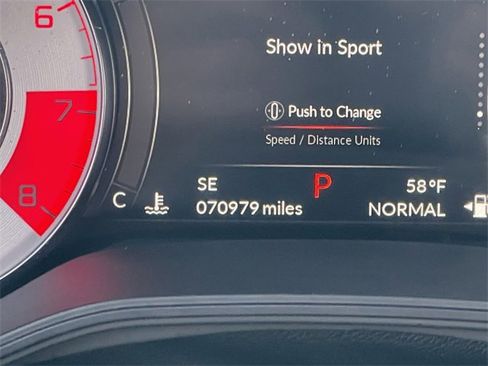 6
7
8
Show in Sport
Push to Change
Speed / Distance Units
C
SE P 58°F
070979 miles NORMAL